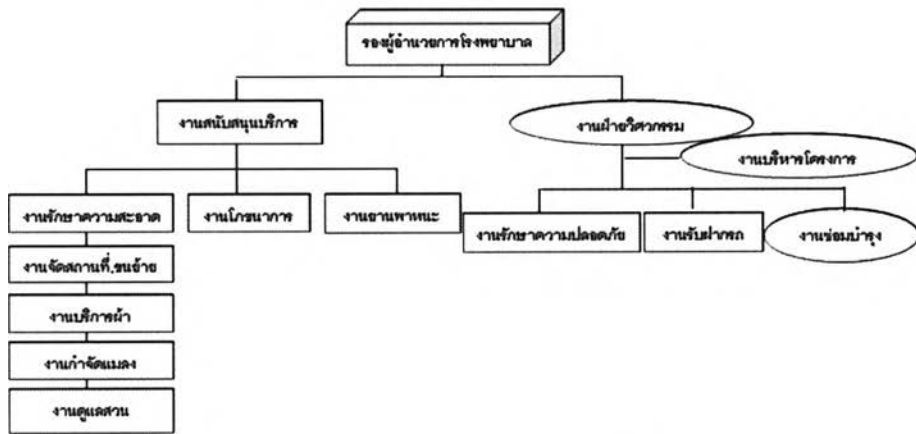 รองผู้อำนวยการโรงพยาบาล
งานสนับสนุนบริการ
งานฝ่ายวิศวกรรม
งานบริหารโครงการ
งานรักษาความสะอาด
งานโภชนาการ
งานยานพาหนะ
งานรักษาความปลอดภัย
งานรับฝากรถ
งานซ่อมบำรุง
งานจัดสถานที่,ขนย้าย
งานบริการผ้า
งานกำจัดแมลง
งานดูแลสวน